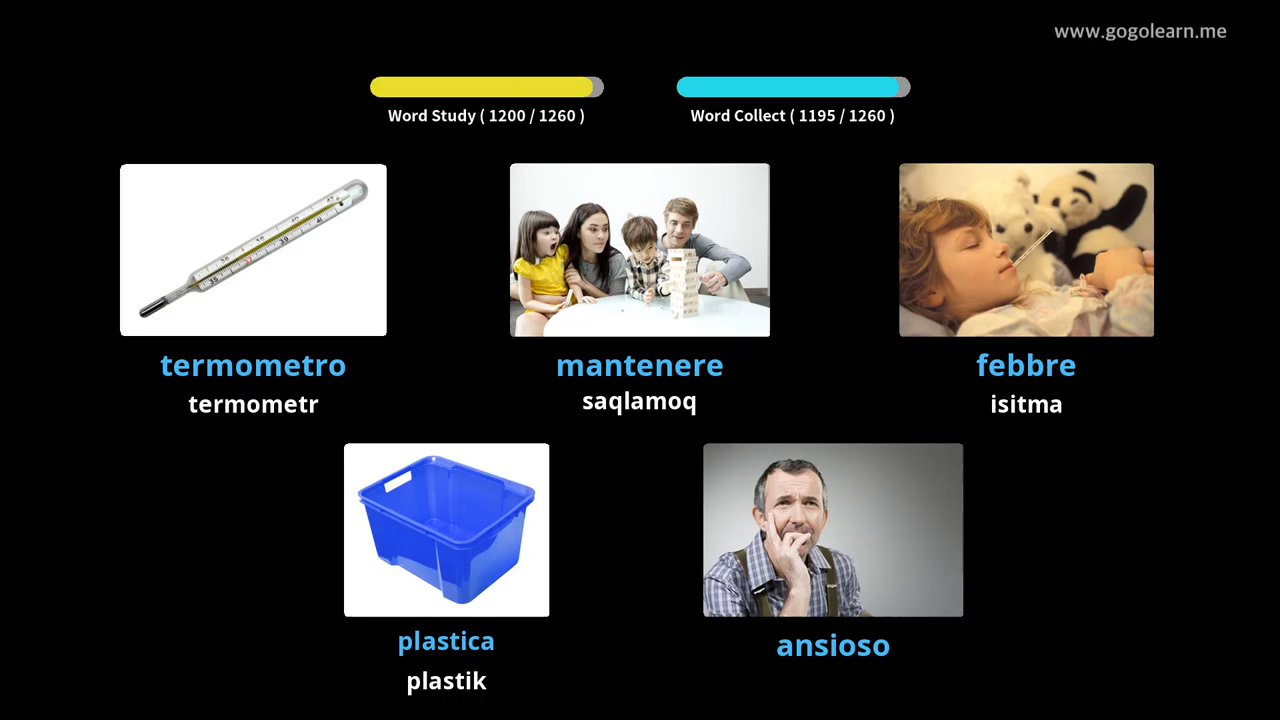 www.gogolearn.me
Word Study ( 1200 / 1260 )
Word Collect ( 1195 / 1260 )
termometro
termometr
mantenere
saqlamoq
febbre
isitma
plastica
plastik
ansioso